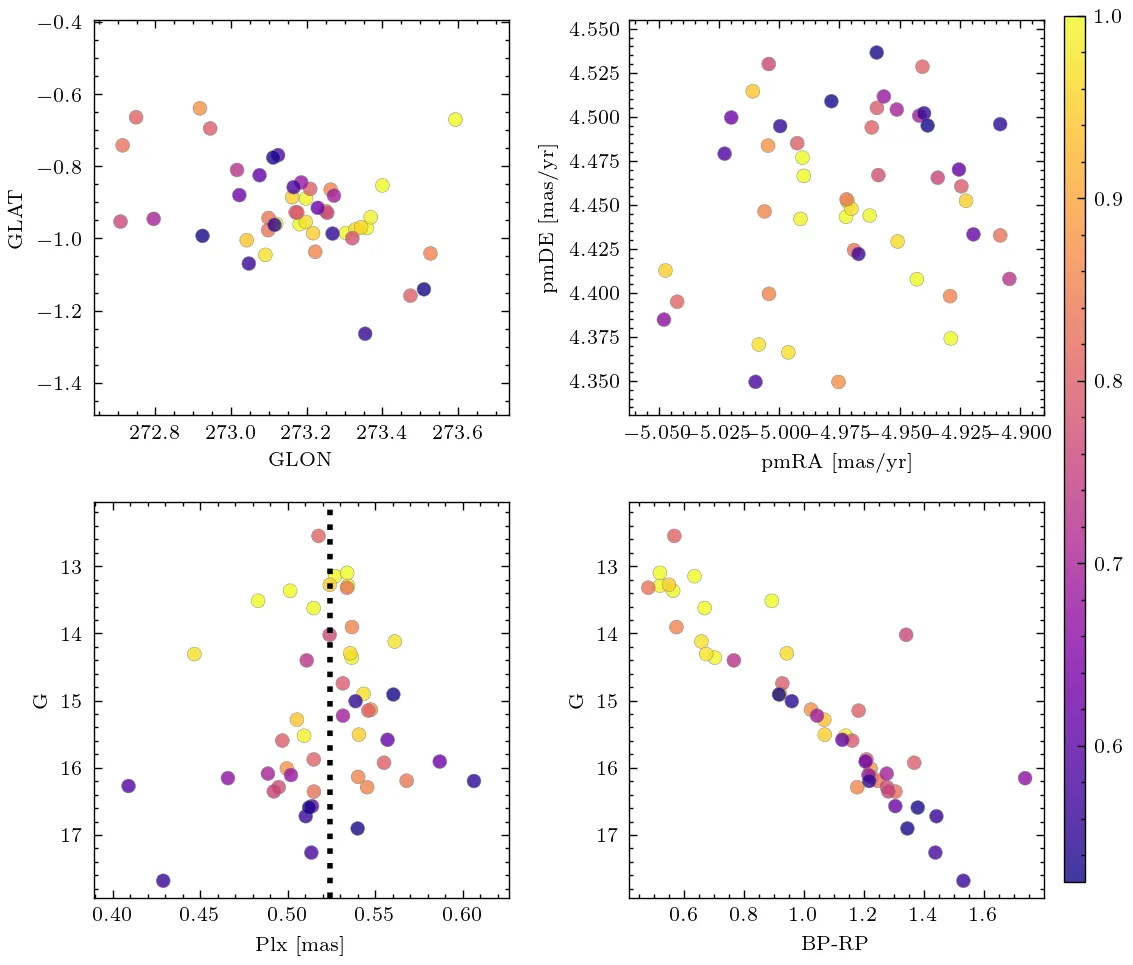 −0.4
−0.6
−0.8
−1.0
−1.2
−1.4
GLAT
272.8 273.0 273.2 273.4 273.6
GLON
4.550
4.525
4.500
4.475
4.450
4.425
4.400
4.375
4.350
pmDE [mas/yr]
−5.050 −5.025 −5.000 −4.975 −4.950 −4.925 −4.900
pmRA [mas/yr]
1.0
0.9
0.8
0.7
0.6
13
14
15
16
17
G
0.40 0.45 0.50 0.55 0.60
Plx [mas]
13
14
15
16
17
G
0.6 0.8 1.0 1.2 1.4 1.6
BP-RP